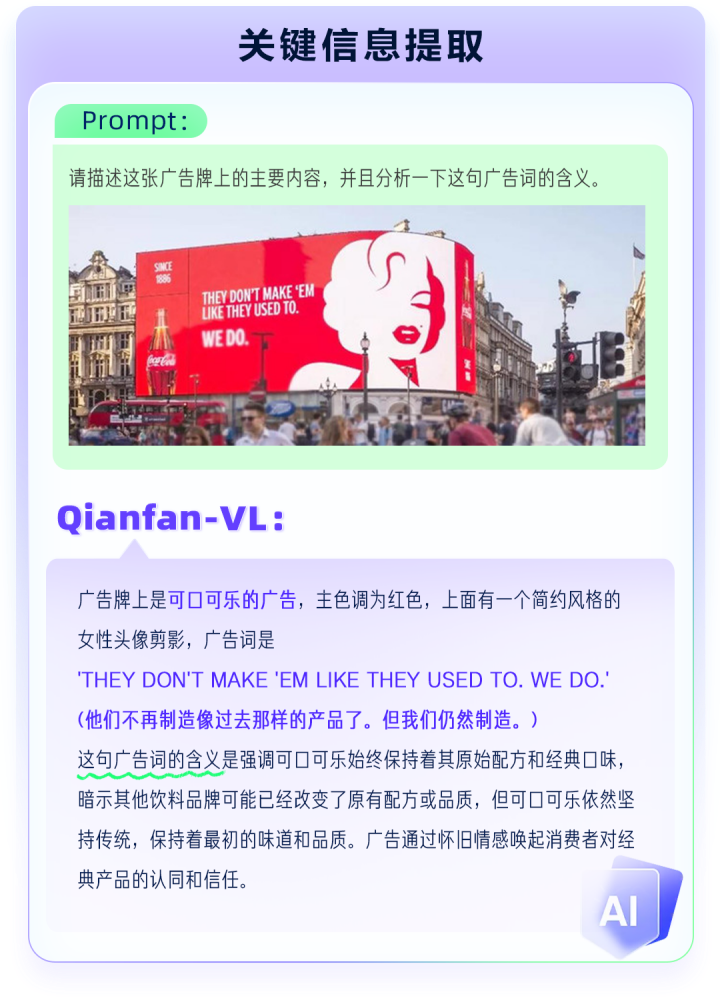 关键信息提取
Prompt：
请描述这张广告牌上的主要内容，并且分析一下这句广告词的含义。
SINCE
1886
THEY DON'T MAKE 'EM
LIKE THEY USED TO.
WE DO.
Coca-Cola
Qianfan-VL：
广告牌上是可口可乐的广告，主色调为红色，上面有一个简约风格的
女性头像剪影，广告词是
'THEY DON'T MAKE 'EM LIKE THEY USED TO. WE DO.'
(他们不再制造像过去那样的产品了。但我们仍然制造。)
这句广告词的含义是强调可口可乐始终保持着其原始配方和经典口味，
暗示其他饮料品牌可能已经改变了原有配方或品质，但可口可乐依然坚
持传统，保持着最初的味道和品质。广告通过怀旧情感唤起消费者对经
典产品的认同和信任。
AI